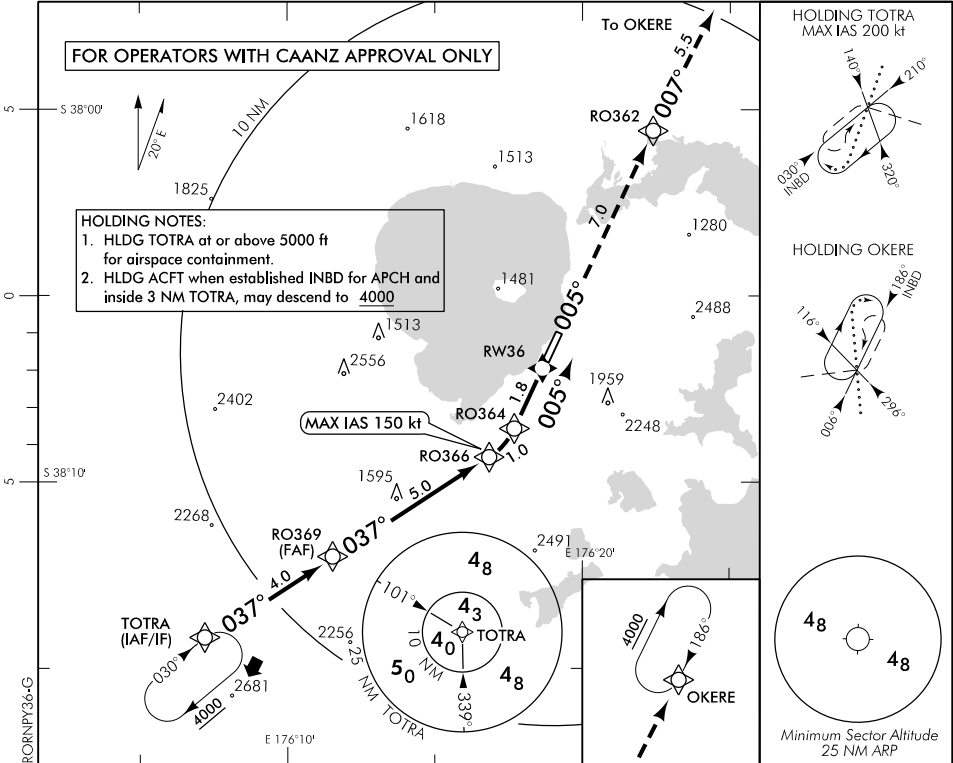 FOR OPERATORS WITH CAANZ APPROVAL ONLY
To OKERE
5.5
007°
RO362
5
S 38°00'
10 NM
20° E
1618
1513
1825
7.0
1280
HOLDING NOTES:
1. HLDG TOTRA at or above 5000 ft
for airspace containment.
2. HLDG ACFT when established INBD for APCH and
inside 3 NM TOTRA, may descend to 4000
0
1481
005°
2488
1513
2556
RW36
1.8
005°
1959
2402
RO364
2248
MAX IAS 150 kt
RO366
1.0
S 38°10'
5
1595
5.0
2268
RO369
(FAF)
037°
2491
E 176°20'
4.0
037°
TOTRA
(IAF/IF)
030°
4000
2681
2256
48
101°
43
TOTRA
40
10 NM
50
48
339°
25 NM TOTRA
E 176°10'
4000
186°
OKERE
RORNPY36-G
HOLDING TOTRA
MAX IAS 200 kt
140°
210°
030°
INBD
320°
HOLDING OKERE
186°
INBD
116°
006°
296°
48
48
Minimum Sector Altitude
25 NM ARP